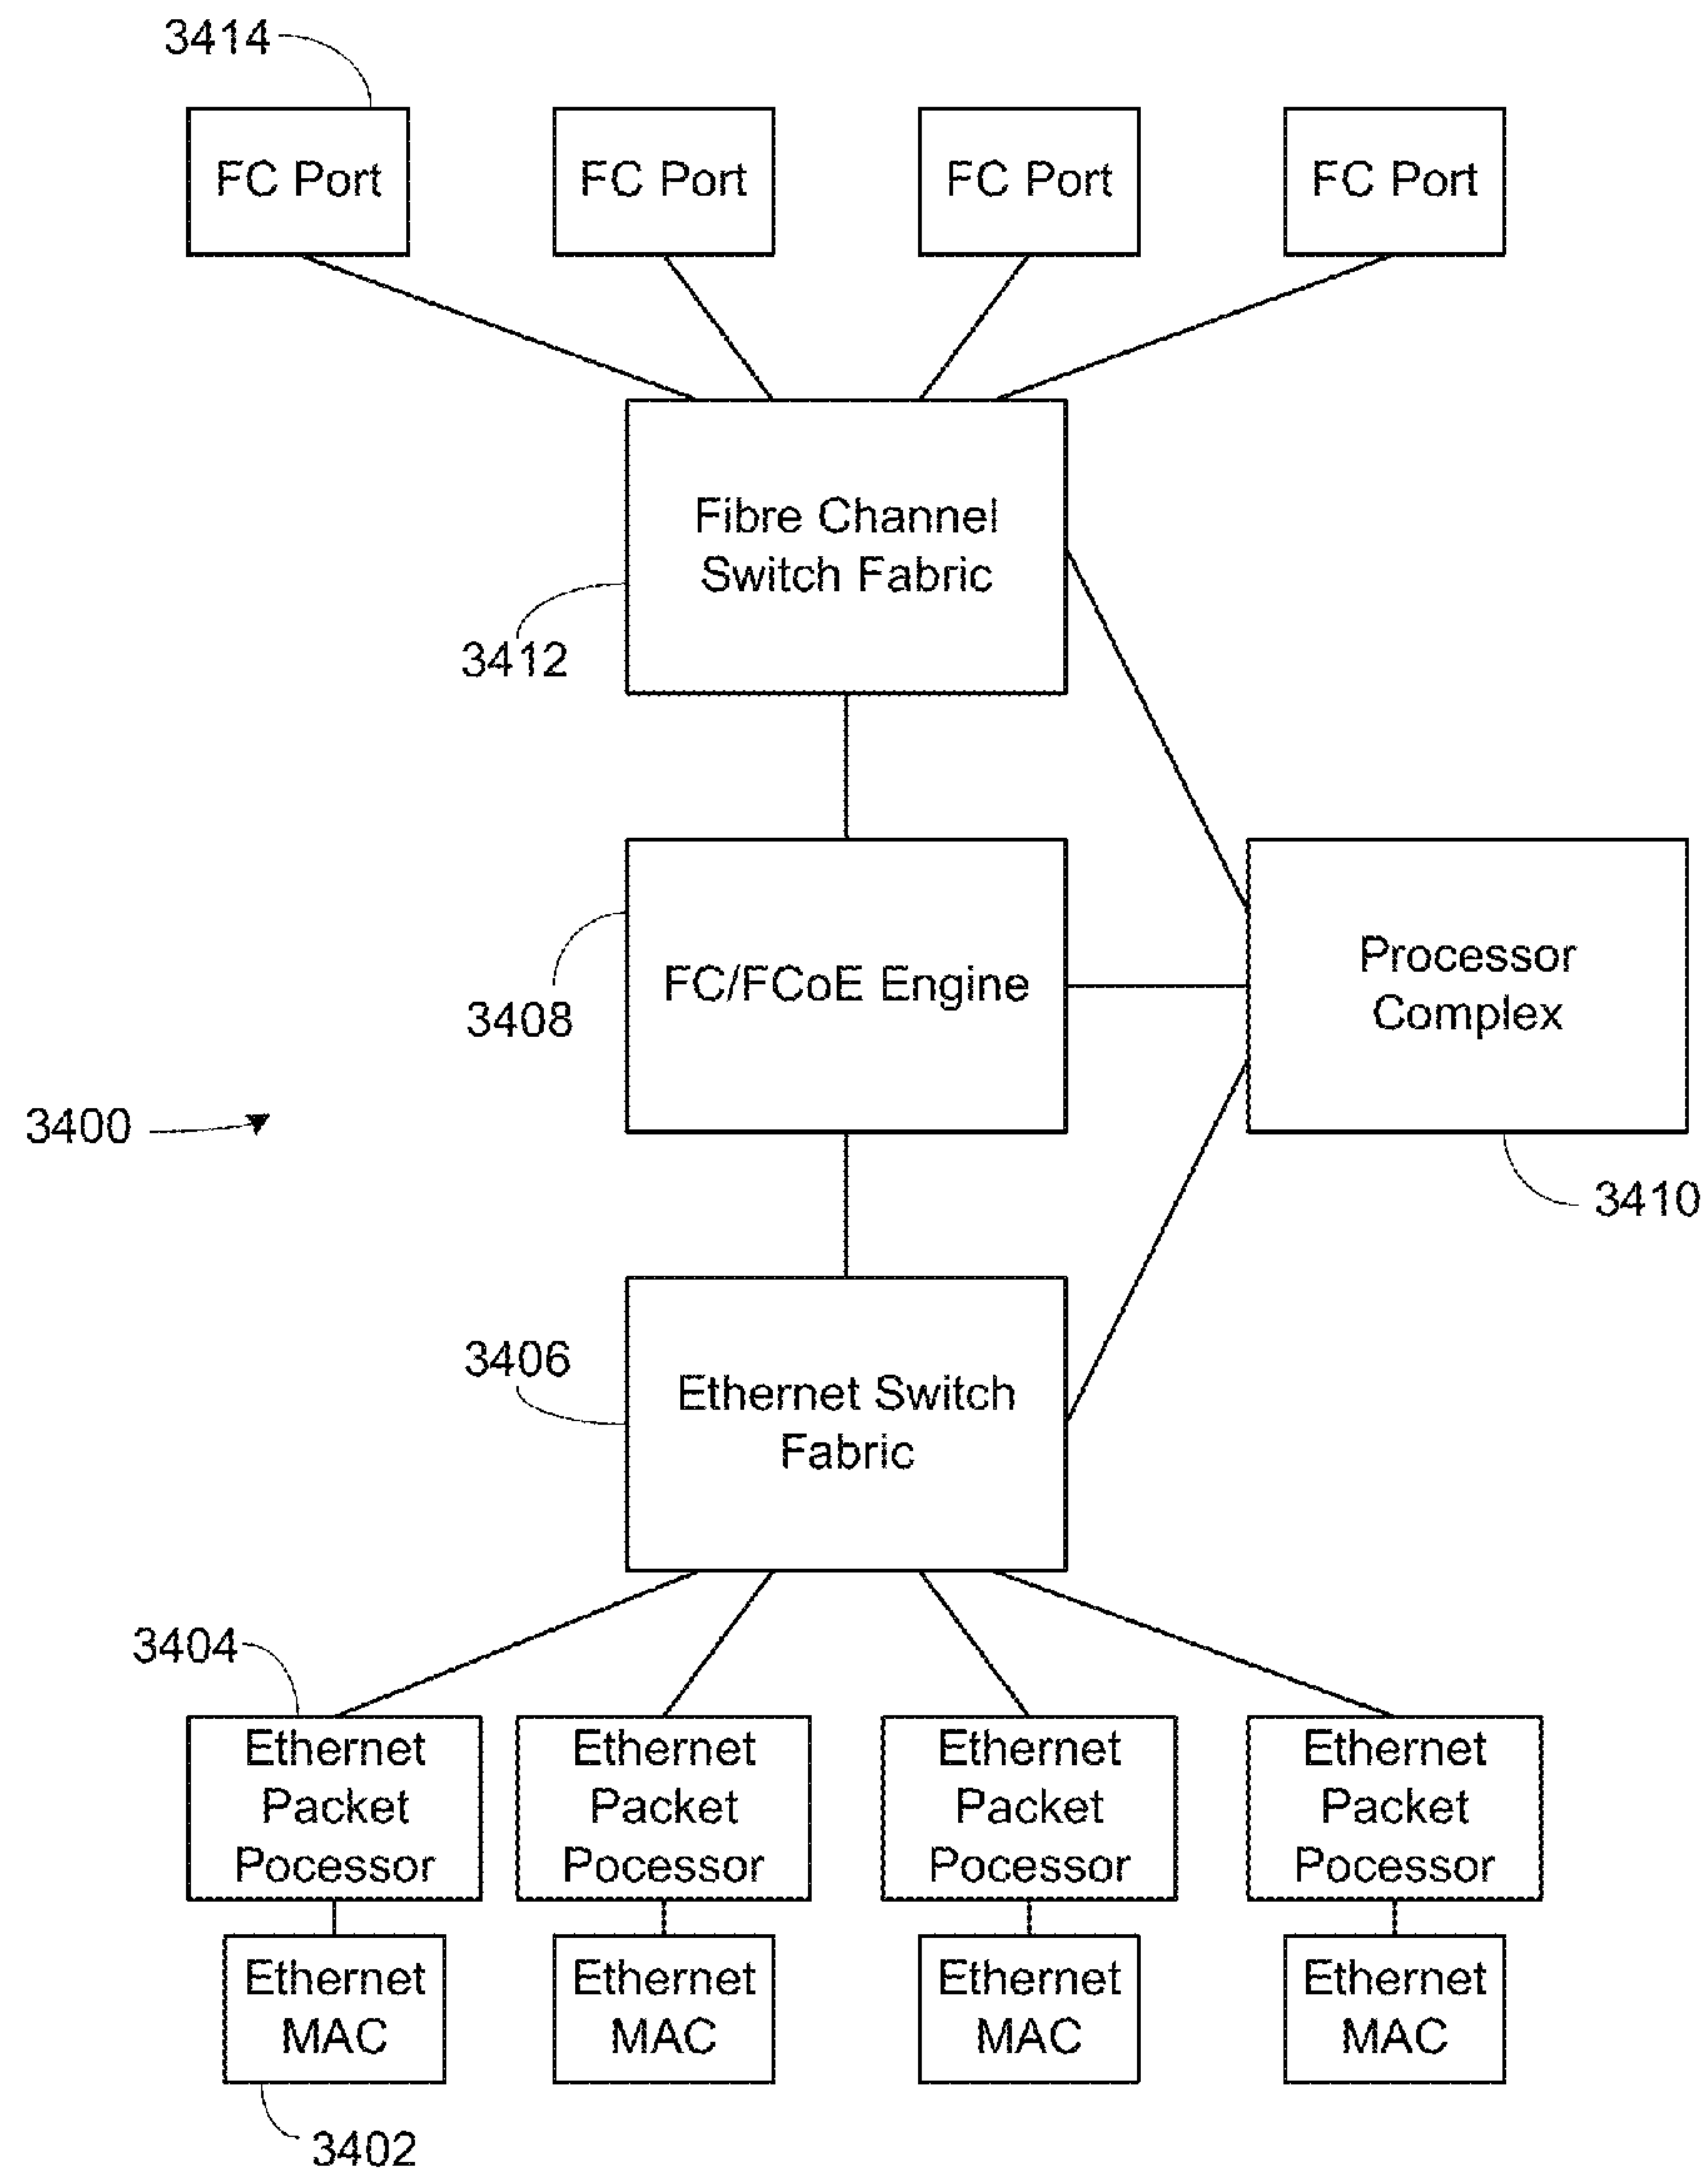 3414
FC Port
FC Port
FC Port
FC Port
Fibre Channel
Switch Fabric
3412
FC/FCoE Engine
3408
Processor
Complex
3400
3410
3406
Ethernet Switch
Fabric
3404
Ethernet
Packet
Pocessor
Ethernet
Packet
Pocessor
Ethernet
Packet
Pocessor
Ethernet
Packet
Pocessor
Ethernet
MAC
Ethernet
MAC
Ethernet
MAC
Ethernet
MAC
3402